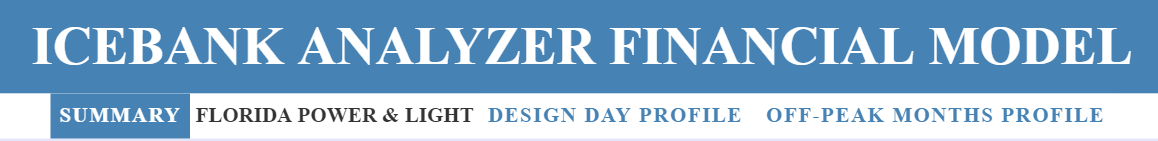 ICEBANK ANALYZER FINANCIAL MODEL
SUMMARY FLORIDA POWER & LIGHT DESIGN DAY PROFILE OFF-PEAK MONTHS PROFILE